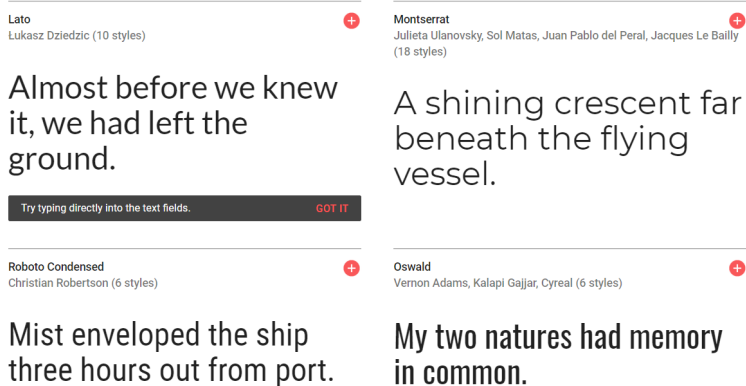 Lato
Łukasz Dziedzic (10 styles)
Almost before we knew
it, we had left the
ground.
Try typing directly into the text fields. GOT IT
Montserrat
Julieta Ulanovsky, Sol Matas, Juan Pablo del Peral, Jacques Le Bailly
(18 styles)
A shining crescent far
beneath the flying
vessel.
Roboto Condensed
Christian Robertson (6 styles)
Mist enveloped the ship
three hours out from port.
Oswald
Vernon Adams, Kalapi Gajjar, Cyreal (6 styles)
My two natures had memory
in common.